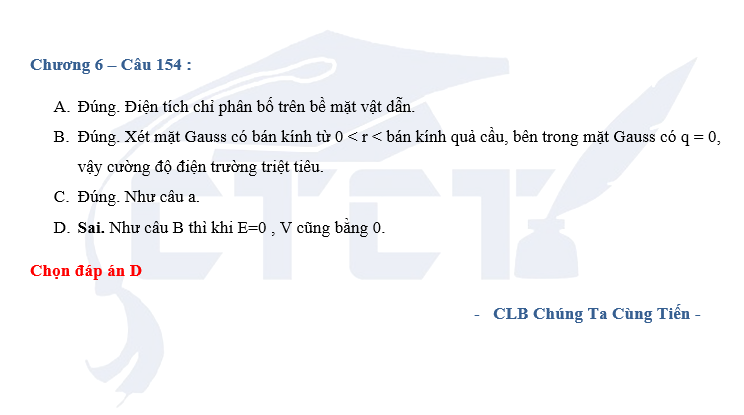 Chương 6 – Câu 154 :
A. Đúng. Điện tích chỉ phân bố trên bề mặt vật dẫn.
B. Đúng. Xét mặt Gauss có bán kính từ 0 < r < bán kính quả cầu, bên trong mặt Gauss có q = 0,
vậy cường độ điện trường triệt tiêu.
C. Đúng. Như câu a.
D. Sai. Như câu B thì khi E=0 , V cũng bằng 0.
Chọn đáp án D
- CLB Chúng Ta Cùng Tiến -
CTCT